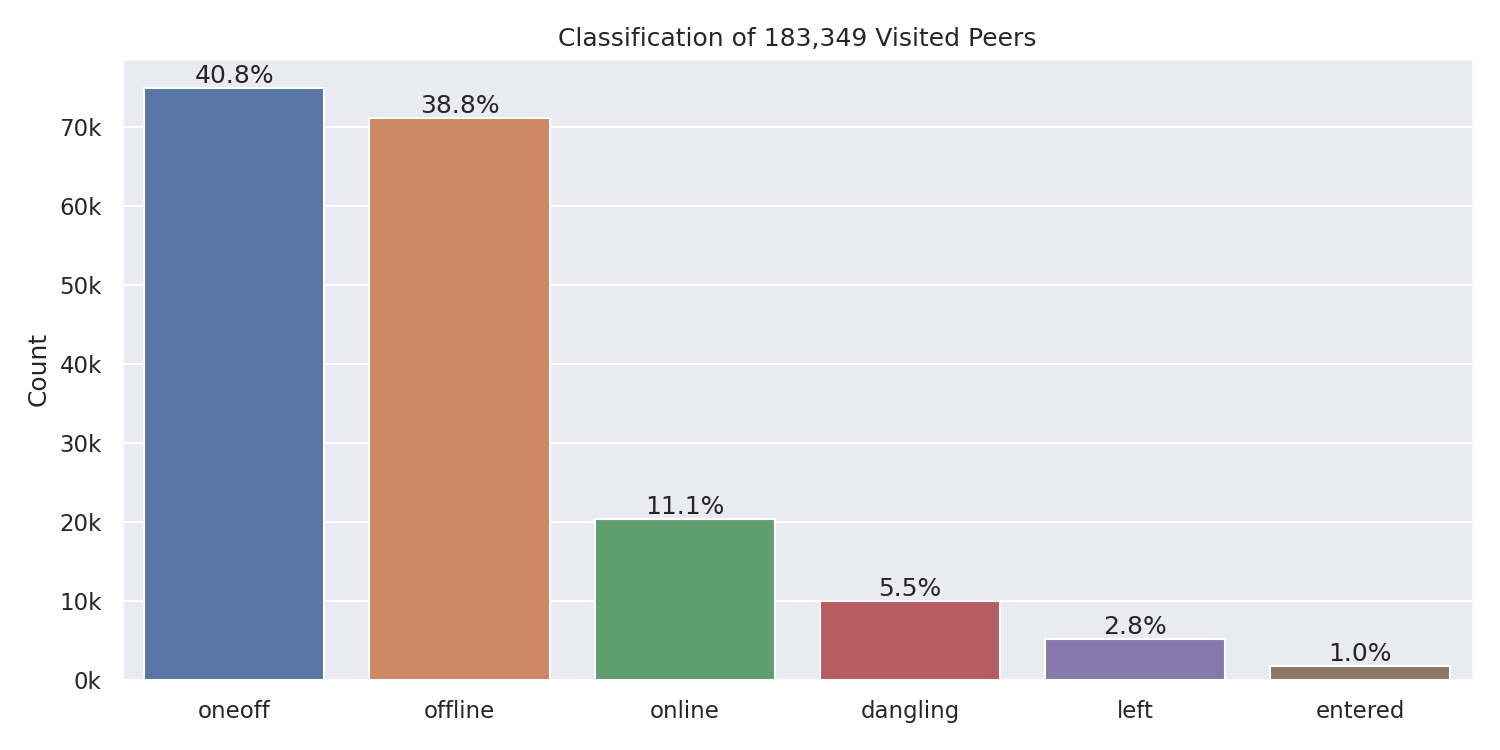 Classification of 183,349 Visited Peers
40.8%
38.8%
11.1%
5.5%
2.8%
1.0%
70k
60k
50k
40k
30k
20k
10k
0k
Count
oneoff
offline
online
dangling
left
entered